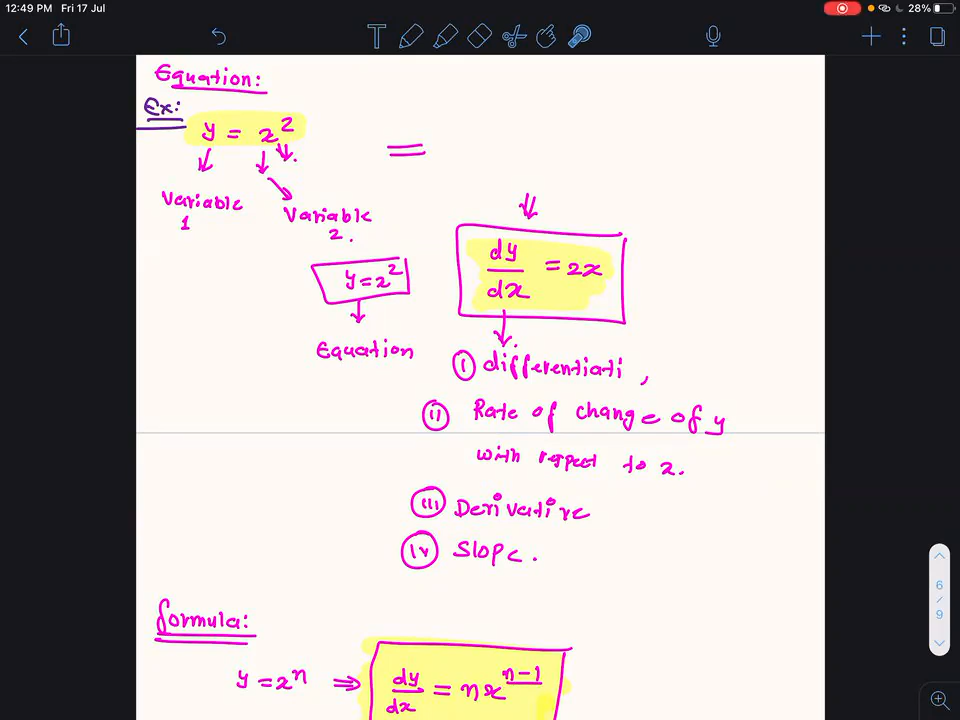 12:49 PM Fri 17 Jul
28%
Equation:
Ex:
y = x²
Variable 1
Variable 2.
y = x²
Equation
dy/dx = 2x
(i) differentiati,
(ii) Rate of change of y
with respect to x.
(iii) Derivative
(iv) Slope.
formula:
y = xⁿ ⇒ dy/dx = nxⁿ⁻¹
6
/
9